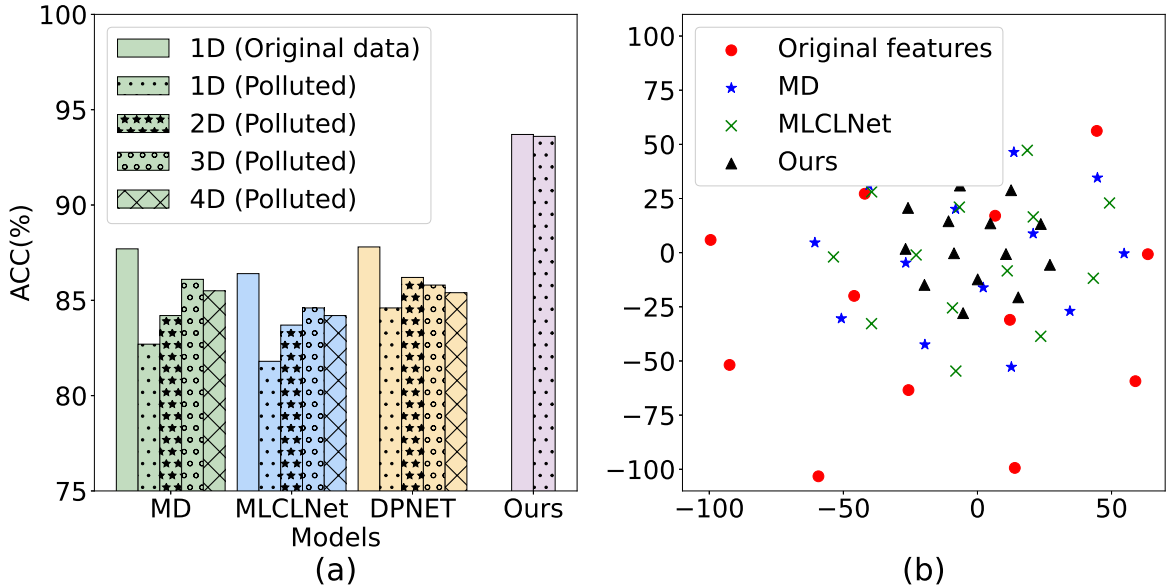 100
95
90
85
80
75
ACC(%)
1D (Original data)
1D (Polluted)
2D (Polluted)
3D (Polluted)
4D (Polluted)
MD MLCLNet DPNET Ours
Models
(a)
100
75
50
25
0
−25
−50
−75
−100
Original features
MD
MLCLNet
Ours
−100 −50 0 50
(b)